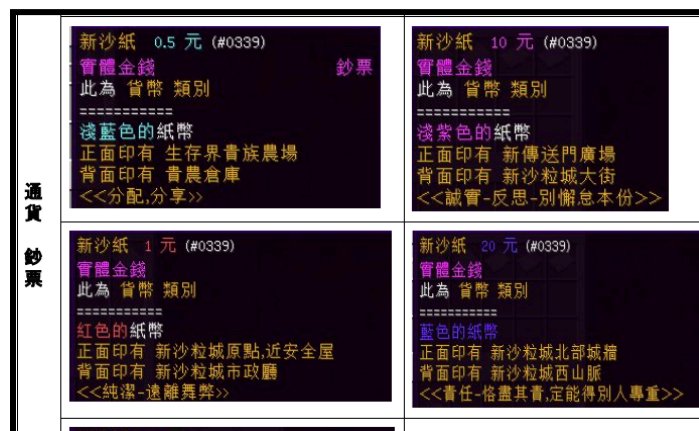 通貨 鈔票
新沙紙 0.5 元 (#0339)
實體金錢 鈔票
此為 貨幣 類別
===========
淺藍色的紙幣
正面印有 生存界貴族農場
背面印有 貴農倉庫
<<分配,分享>>
新沙紙 10 元 (#0339)
實體金錢
此為 貨幣 類別
===========
淺紫色的紙幣
正面印有 新傳送門廣場
背面印有 新沙粒城大街
<<誠實-反思-別懈怠本份>>
新沙紙 1 元 (#0339)
實體金錢
此為 貨幣 類別
===========
紅色的紙幣
正面印有 新沙粒城原點,近安全屋
背面印有 新沙粒城市政廳
<<純潔-遠離舞弊>>
新沙紙 20 元 (#0339)
實體金錢
此為 貨幣 類別
===========
藍色的紙幣
正面印有 新沙粒城北部城牆
背面印有 新沙粒城西山脈
<<責任-恪盡其責,定能得別人專重>>